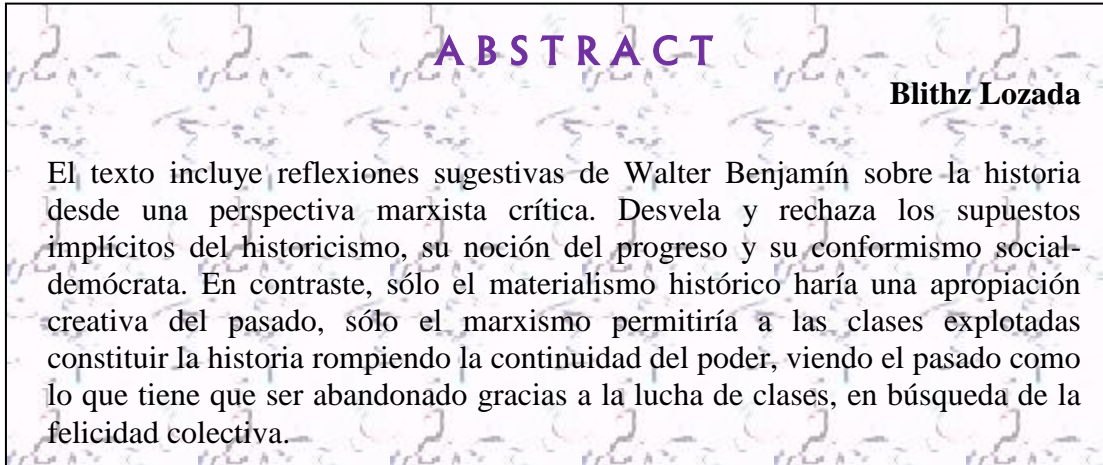 ABSTRACT
Blithz Lozada
El texto incluye reflexiones sugestivas de Walter Benjamín sobre la historia
desde una perspectiva marxista crítica. Desvela y rechaza los supuestos
implícitos del historicismo, su noción del progreso y su conformismo social-
demócrata. En contraste, sólo el materialismo histórico haría una apropiación
creativa del pasado, sólo el marxismo permitiría a las clases explotadas
constituir la historia rompiendo la continuidad del poder, viendo el pasado como
lo que tiene que ser abandonado gracias a la lucha de clases, en búsqueda de la
felicidad colectiva.